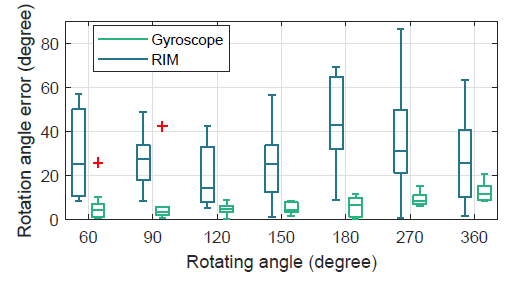 Rotation angle error (degree)
80
60
40
20
0
Gyroscope
RIM
60 90 120 150 180 270 360
Rotating angle (degree)